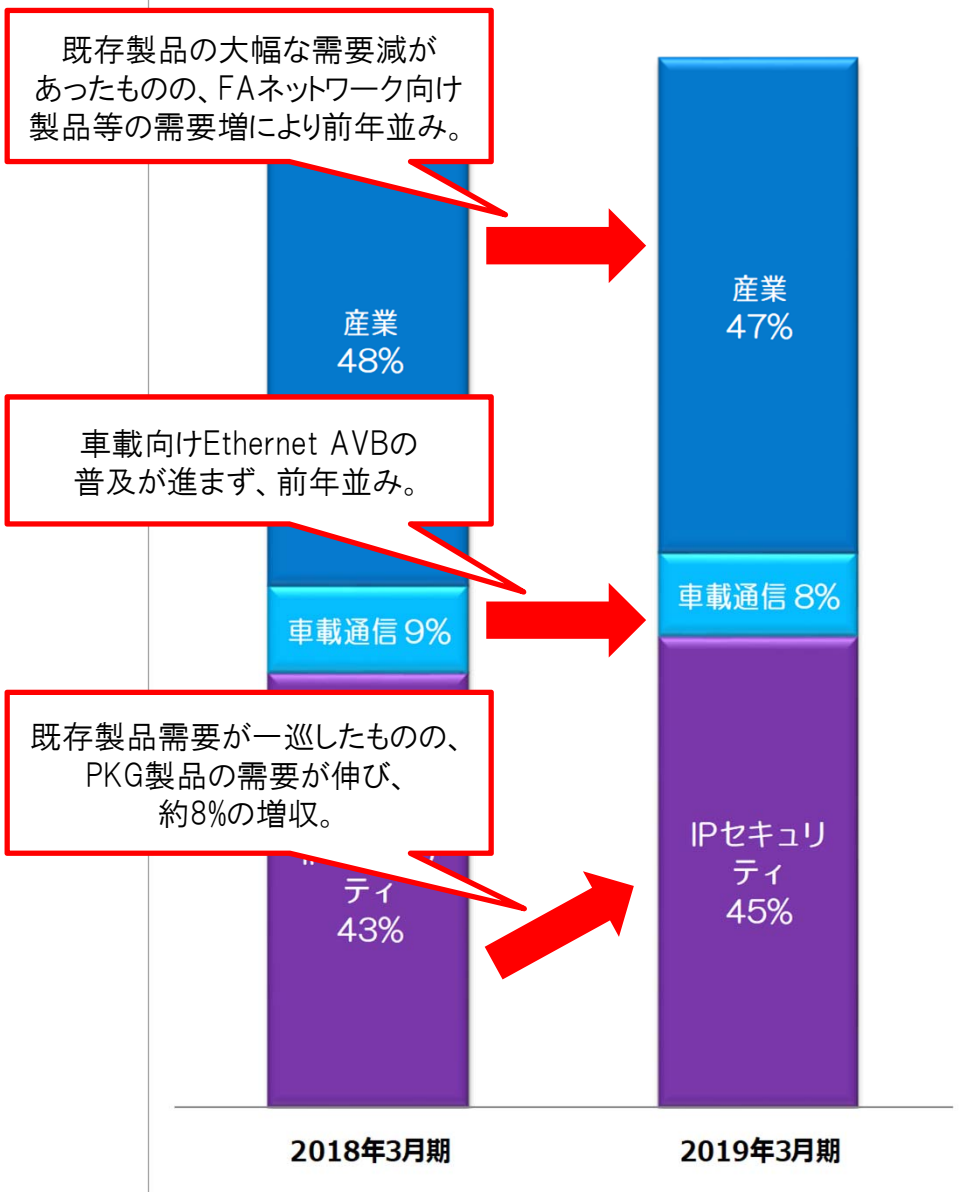 既存製品の大幅な需要減が
あったものの、FAネットワーク向け
製品等の需要増により前年並み。
産業
48%
産業
47%
車載向けEthernet AVBの
普及が進まず、前年並み。
車載通信 9%
車載通信 8%
既存製品需要が一巡したものの、
PKG製品の需要が伸び、
約8%の増収。
ティ
43%
IPセキュリ
ティ
45%
2018年3月期
2019年3月期